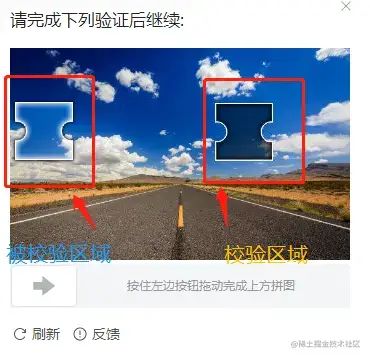 请完成下列验证后继续:
被校验区域
校验区域
按住左边按钮拖动完成上方拼图
刷新
反馈
@稀土掘金技术社区